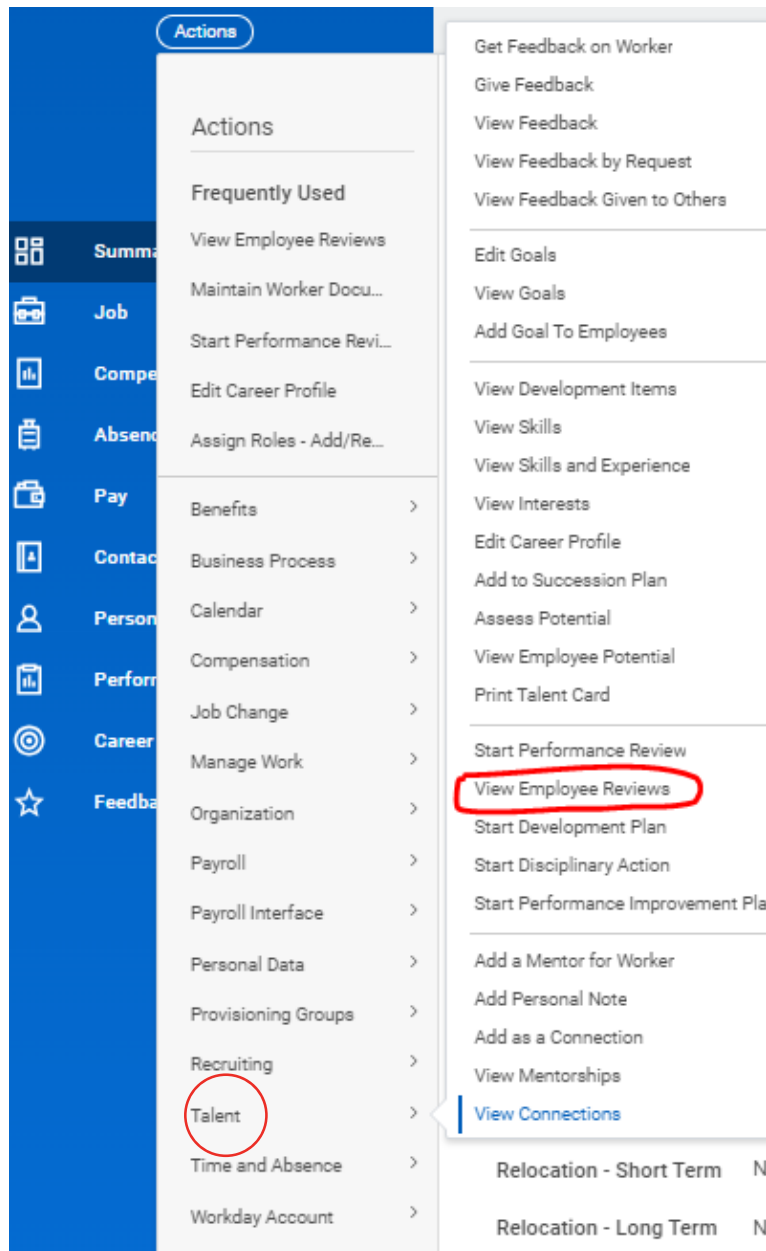 Actions
Summa
Job
Compe
Absenc
Pay
Contac
Person
Perforr
Career
Feedba
Actions
Frequently Used
View Employee Reviews
Maintain Worker Docu...
Start Performance Revi...
Edit Career Profile
Assign Roles - Add/Re...
Benefits
Business Process
Calendar
Compensation
Job Change
Manage Work
Organization
Payroll
Payroll Interface
Personal Data
Provisioning Groups
Recruiting
Talent
Time and Absence
Workday Account
Get Feedback on Worker
Give Feedback
View Feedback
View Feedback by Request
View Feedback Given to Others
Edit Goals
View Goals
Add Goal To Employees
View Development Items
View Skills
View Skills and Experience
View Interests
Edit Career Profile
Add to Succession Plan
Assess Potential
View Employee Potential
Print Talent Card
Start Performance Review
View Employee Reviews
Start Development Plan
Start Disciplinary Action
Start Performance Improvement Pla
Add a Mentor for Worker
Add Personal Note
Add as a Connection
View Mentorships
View Connections
Relocation - Short Term N
Relocation - Long Term N